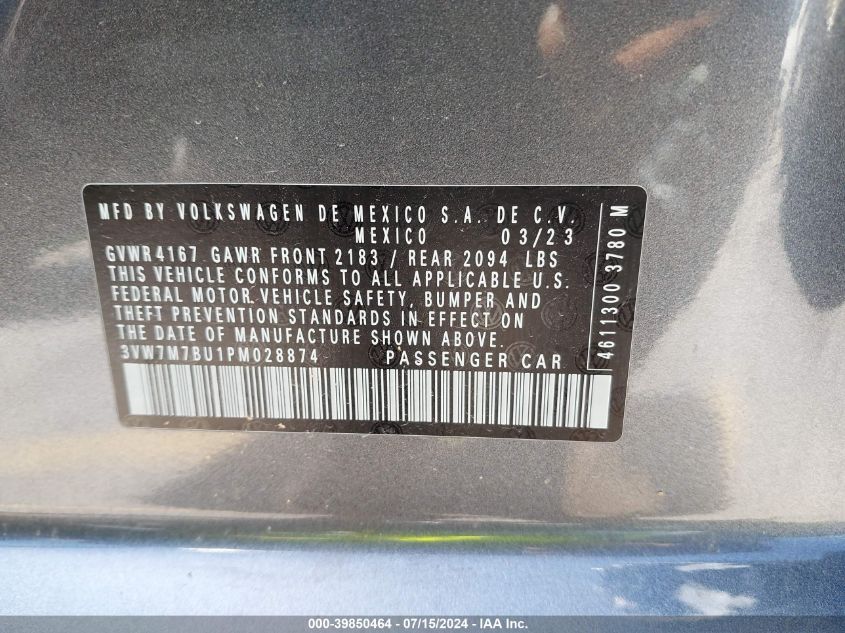 MFD BY VOLKSWAGEN DE MEXICO S.A. DE C.V.
MEXICO 03/23
GVWR 4167 GAWR FRONT 2183 / REAR 2094 LBS
THIS VEHICLE CONFORMS TO ALL APPLICABLE U.S.
FEDERAL MOTOR VEHICLE SAFETY, BUMPER AND
THEFT PREVENTION STANDARDS IN EFFECT ON
THE DATE OF MANUFACTURE SHOWN ABOVE.
3VW7M7BU1PM028874 PASSENGER CAR
4611300 3780 M
000-39850464 - 07/15/2024 - IAA Inc.